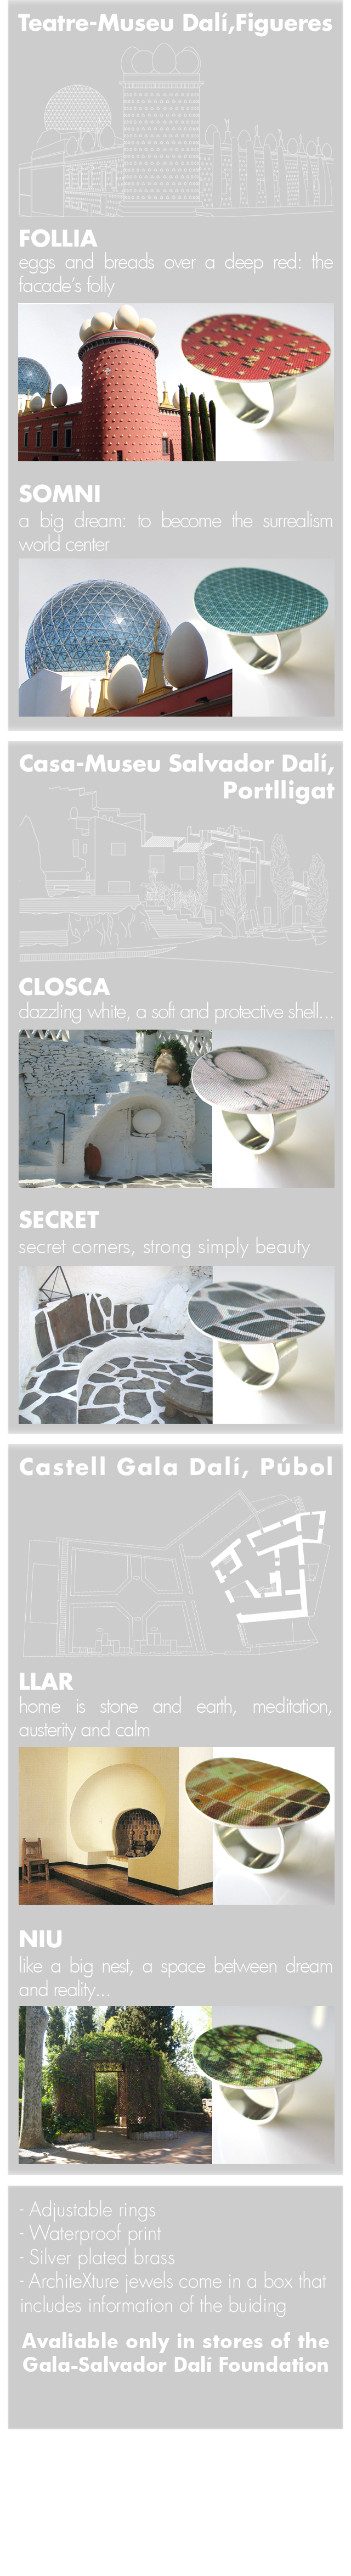 Teatre-Museu Dalí,Figueres
FOLLIA
eggs and breads over a deep red: the
facade's folly
SOMNI
a big dream: to become the surrealism
world center
Casa-Museu Salvador Dalí,
Portlligat
CLOSCA
dazzling white, a soft and protective shell...
SECRET
secret corners, strong simply beauty
Castell Gala Dalí, Púbol
LLAR
home is stone and earth, meditation,
austerity and calm
NIU
like a big nest, a space between dream
and reality...
- Adjustable rings
- Waterproof print
- Silver plated brass
- ArchiteXture jewels come in a box that
includes information of the buiding
Avaliable only in stores of the
Gala-Salvador Dalí Foundation